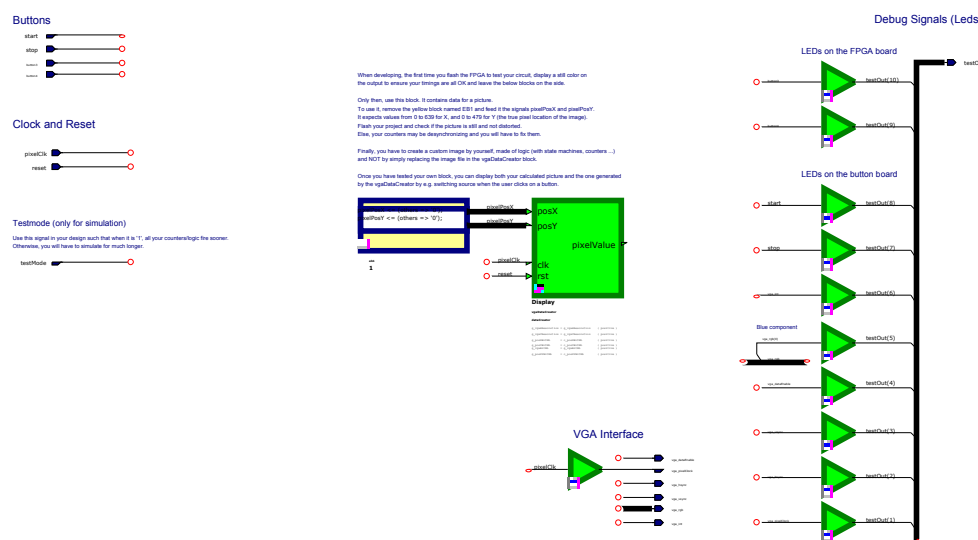 Buttons
start
stop
button3
button4
Clock and Reset
pixelClk
reset
Testmode (only for simulation)
Use this signal in your design such that when it is '1', all your counters/logic fire sooner.
Otherwise, you will have to simulate for much longer.
testMode
When developing, the first time you flash the FPGA to test your circuit, display a still color on
the output to ensure your timings are all OK and leave the below blocks on the side.
Only then, use this block. It contains data for a picture.
To use it, remove the yellow block named EB1 and feed it the signals pixelPosX and pixelPosY.
It expects values from 0 to 639 for X, and 0 to 479 for Y (the true pixel location of the image).
Flash your project and check if the picture is still and not distorted.
Else, your counters may be desynchronizing and you will have to fix them.
Finally, you have to create a custom image by yourself, made of logic (with state machines, counters ...)
and NOT by simply replacing the image file in the vgaDataCreator block.
Once you have tested your own block, you can display both your calculated picture and the one generated
by the vgaDataCreator by e.g. switching source when the user clicks on a button.
pixelPosY <= (others => '0');
1
pixelPosX
pixelPosY
pixelClk
reset
posX
posY
pixelValue
clk
rst
Display
vgaDataCreator
dataCreator
VGA Interface
pixelClk
vga_dataEnable
vga_pixelClock
vga_hsync
vga_vsync
vga_rgb
Debug Signals (Leds
LEDs on the FPGA board
testOut(10)
testOut(9)
LEDs on the button board
start
testOut(8)
stop
testOut(7)
testOut(6)
Blue component
testOut(5)
vga_dataEnable
testOut(4)
testOut(3)
testOut(2)
testOut(1)